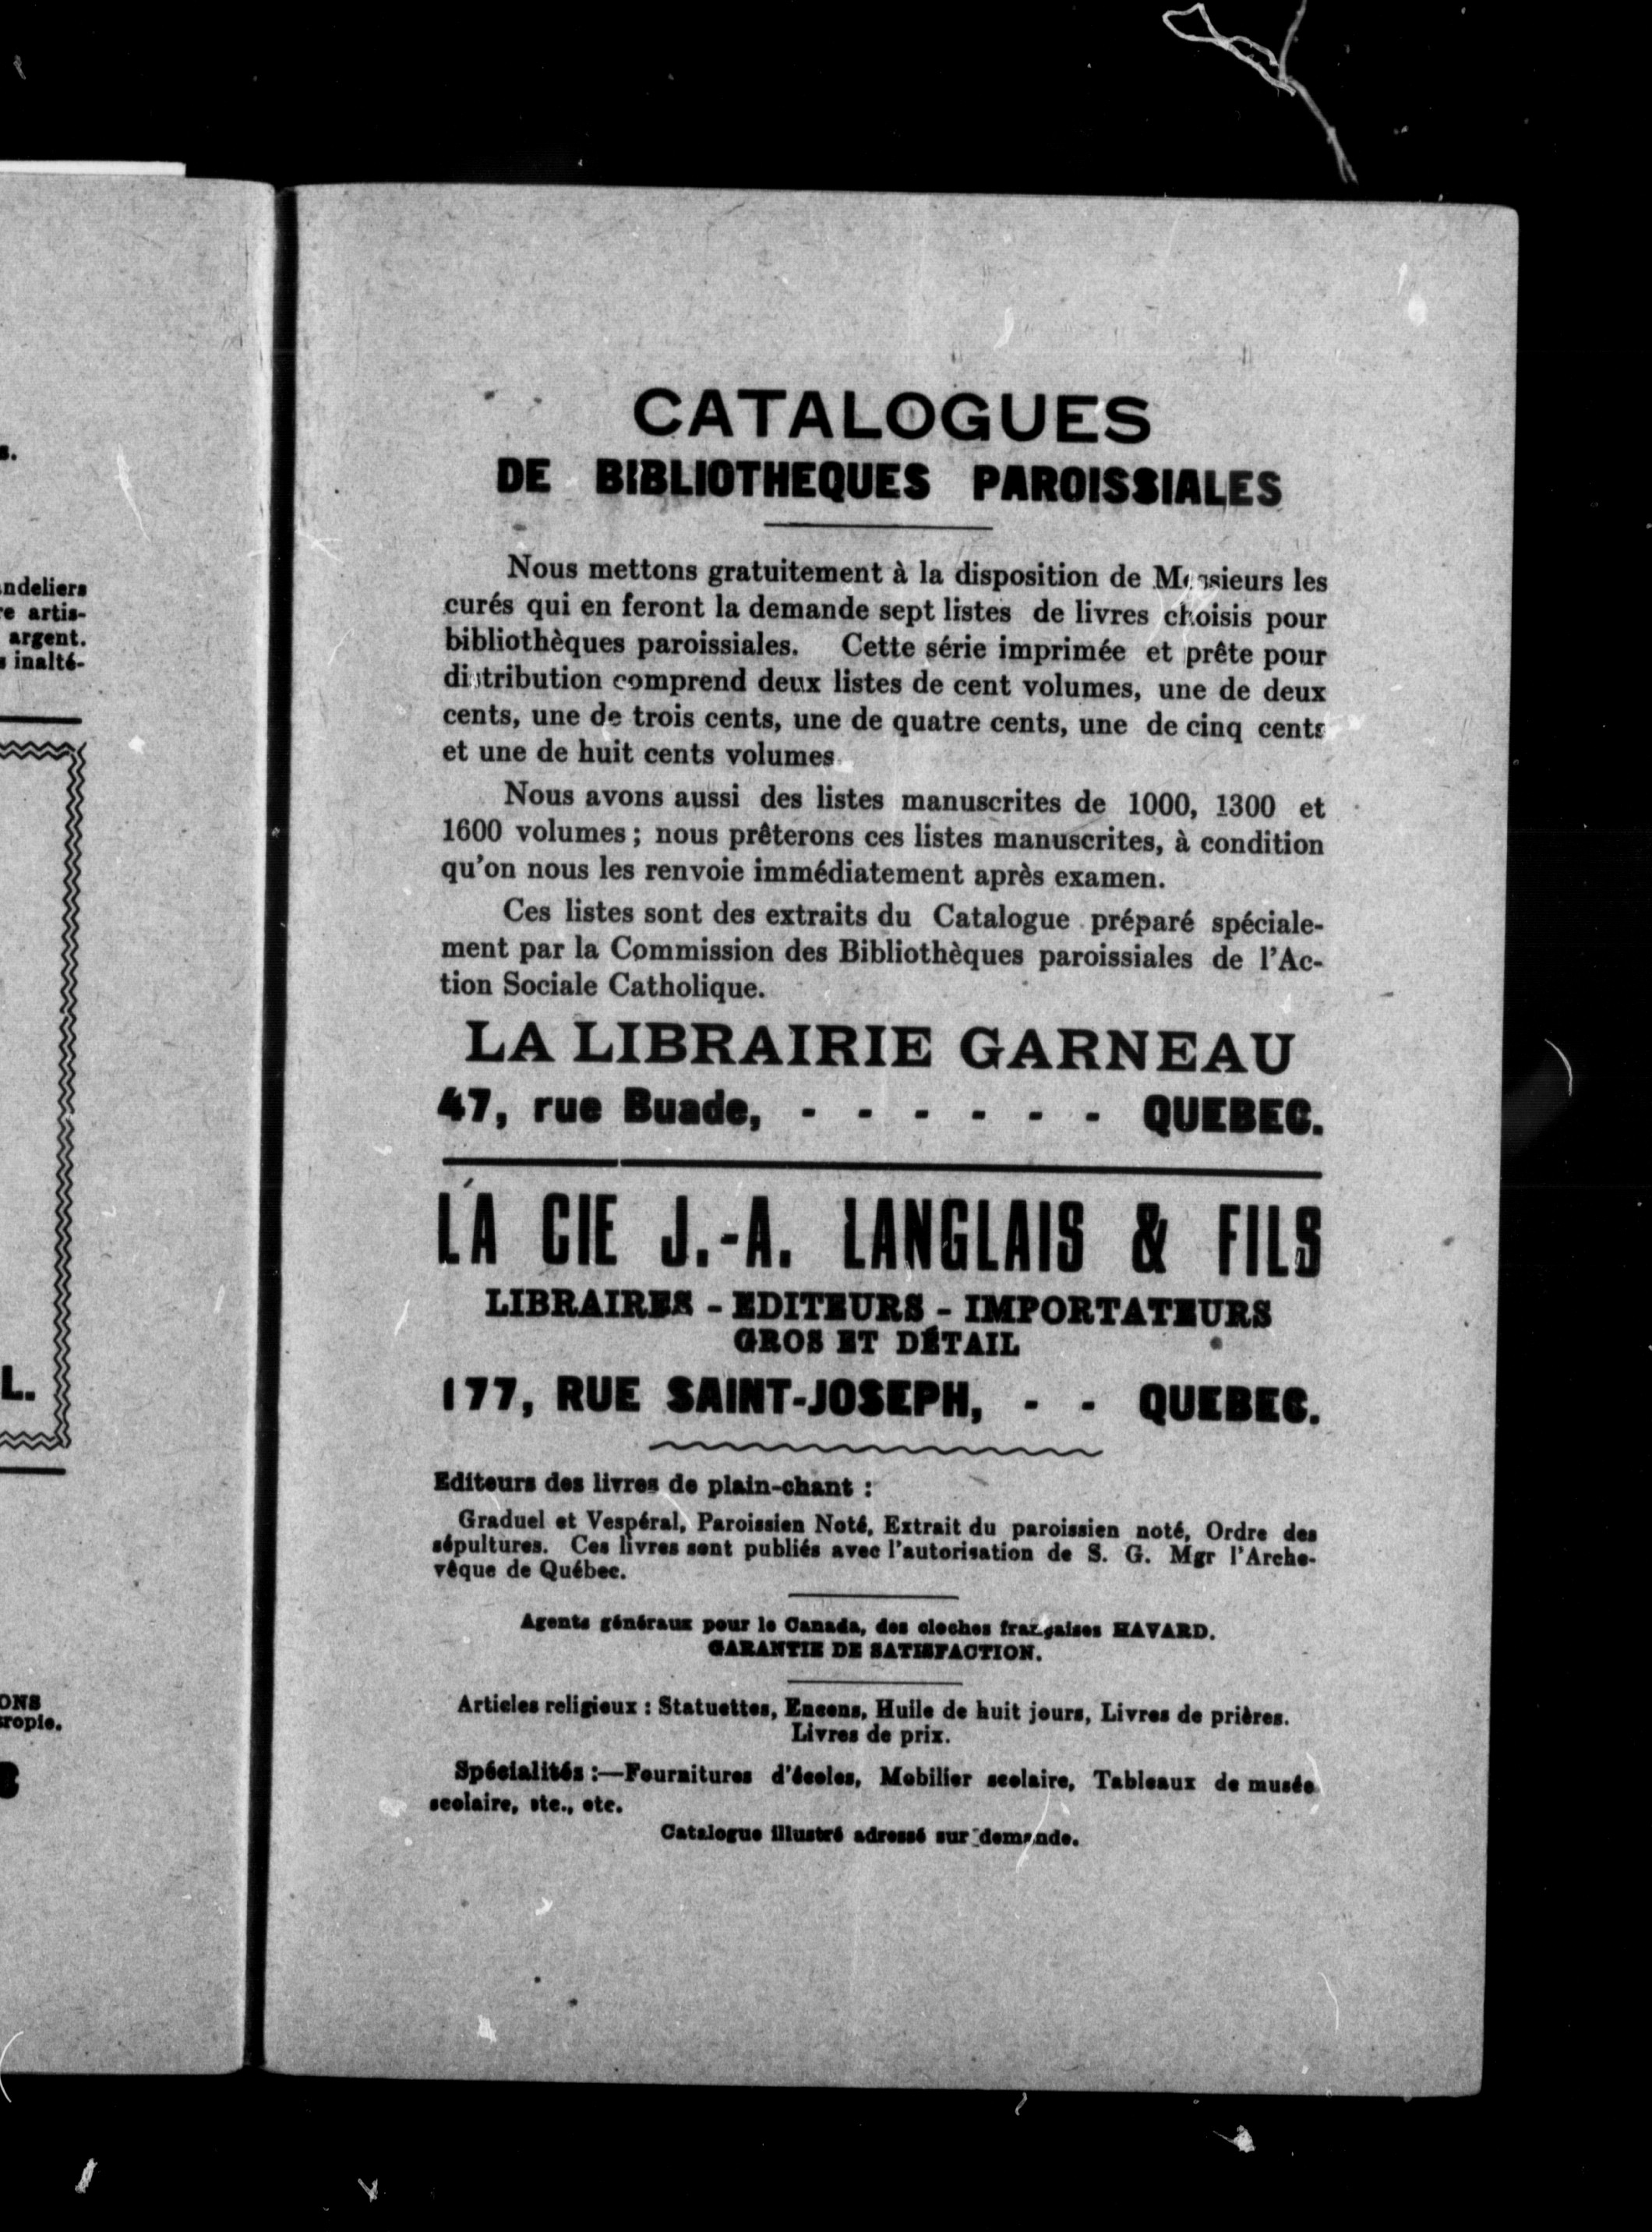 s.
ndeliers
re artis-
argent.
s inalté-
L.
ONS
tropie.
CATALOGUES
DE BIBLIOTHEQUES PAROISSIALES
Nous mettons gratuitement à la disposition de Messieurs les
curés qui en feront la demande sept listes de livres choisis pour
bibliothèques paroissiales. Cette série imprimée et prête pour
distribution comprend deux listes de cent volumes, une de deux
cents, une de trois cents, une de quatre cents, une de cinq cents
et une de huit cents volumes.
Nous avons aussi des listes manuscrites de 1000, 1300 et
1600 volumes ; nous prêterons ces listes manuscrites, à condition
qu'on nous les renvoie immédiatement après examen.
Ces listes sont des extraits du Catalogue préparé spéciale-
ment par la Commission des Bibliothèques paroissiales de l'Ac-
tion Sociale Catholique.
LA LIBRAIRIE GARNEAU
47, rue Buade, - - - - - - QUEBEC.
LA CIE J.-A. LANGLAIS & FILS
LIBRAIRES - EDITEURS - IMPORTATEURS
GROS ET DÉTAIL
177, RUE SAINT-JOSEPH, - - QUEBEC.
Editeurs des livres de plain-chant :
Graduel et Vespéral, Paroissien Noté, Extrait du paroissien noté, Ordre des
sépultures. Ces livres sont publiés avec l'autorisation de S. G. Mgr l'Arche-
vêque de Québec.
Agents généraux pour le Canada, des cloches françaises HAVARD.
GARANTIE DE SATISFACTION.
Articles religieux : Statuettes, Encens, Huile de huit jours, Livres de prières.
Livres de prix.
Spécialités :—Fournitures d'écoles, Mobilier scolaire, Tableaux de musée
scolaire, etc., etc.
Catalogue illustré adressé sur demande.